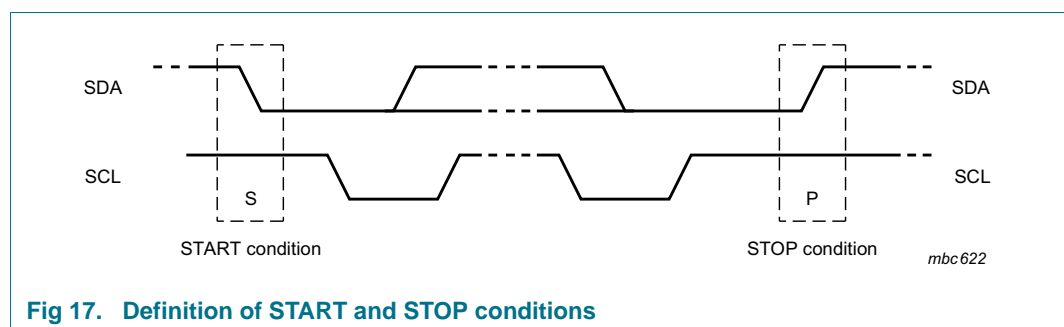 SDA
SDA
SCL
SCL
S
P
START condition
STOP condition
mbc622
Fig 17. Definition of START and STOP conditions